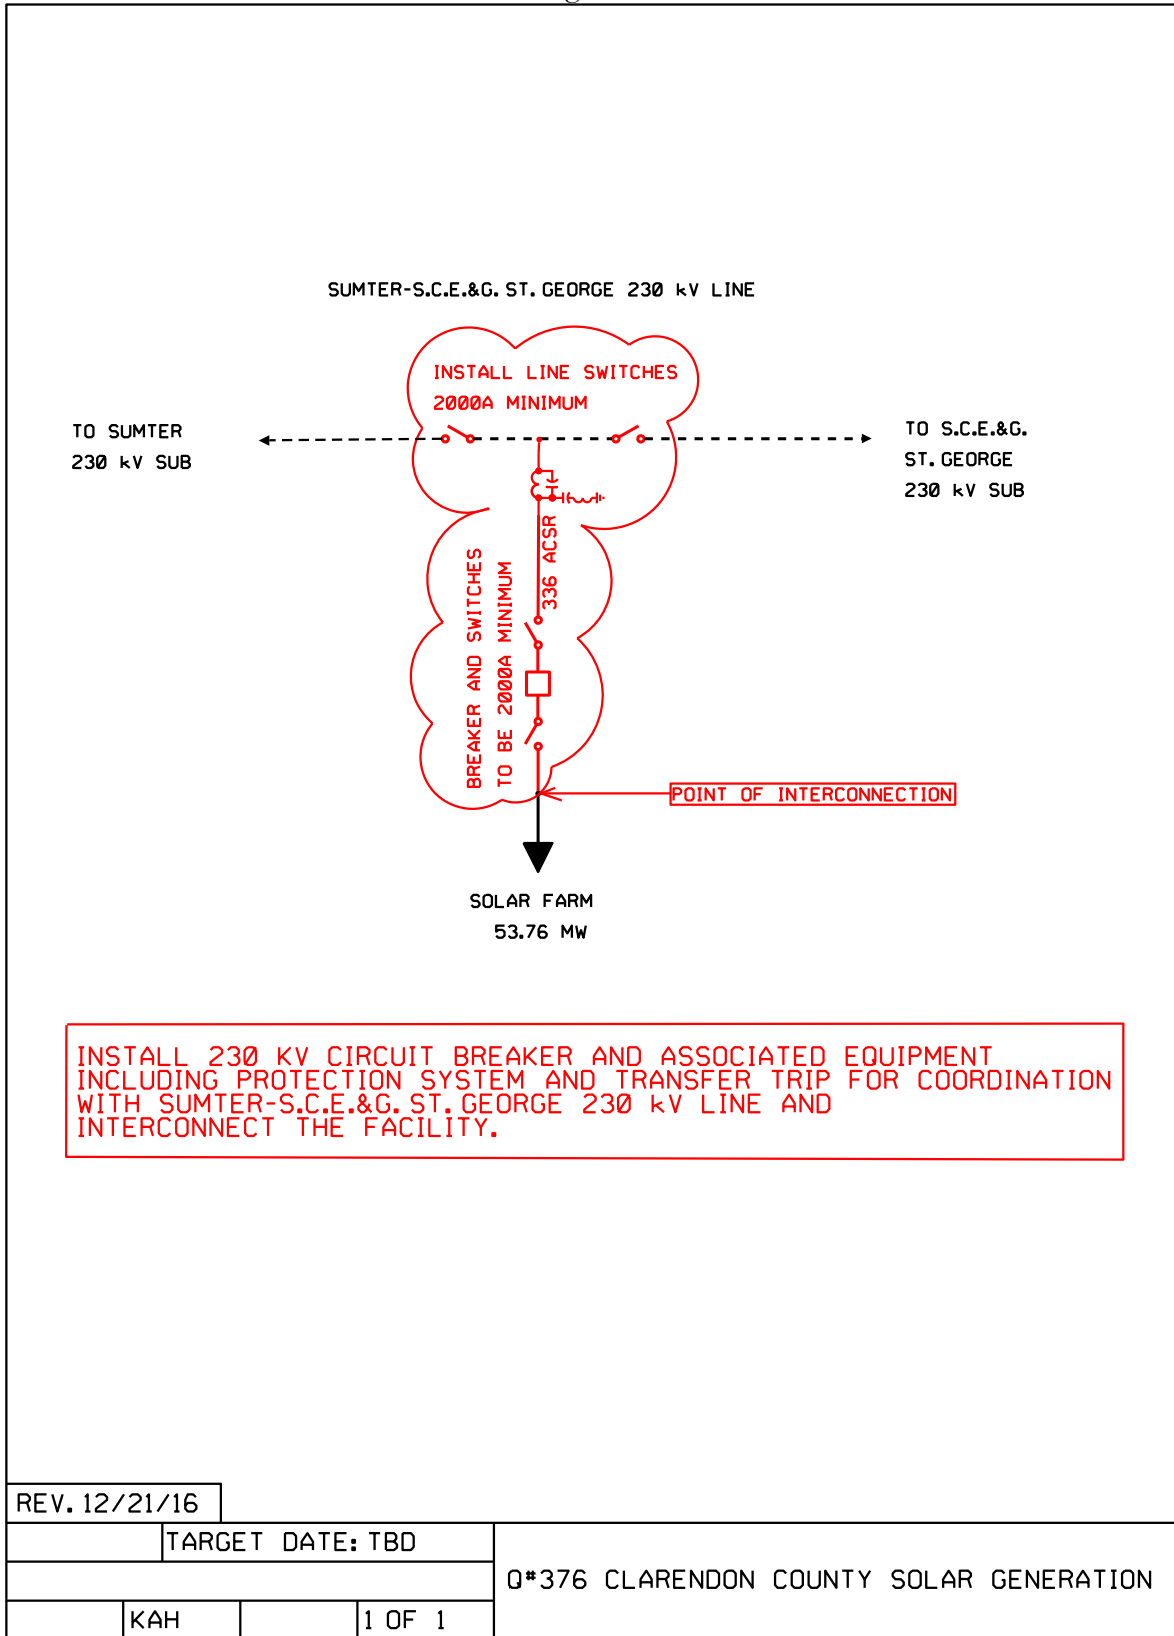 SUMTER-S.C.E.&G. ST. GEORGE 230 kV LINE
INSTALL LINE SWITCHES
2000A MINIMUM
TO SUMTER
230 kV SUB
TO S.C.E.&G.
ST. GEORGE
230 kV SUB
336 ACSR
BREAKER AND SWITCHES
TO BE 2000A MINIMUM
POINT OF INTERCONNECTION
SOLAR FARM
53.76 MW
INSTALL 230 KV CIRCUIT BREAKER AND ASSOCIATED EQUIPMENT
INCLUDING PROTECTION SYSTEM AND TRANSFER TRIP FOR COORDINATION
WITH SUMTER-S.C.E.&G. ST. GEORGE 230 kV LINE AND
INTERCONNECT THE FACILITY.
REV. 12/21/16
TARGET DATE: TBD
Q#376 CLARENDON COUNTY SOLAR GENERATION
KAH
1 OF 1